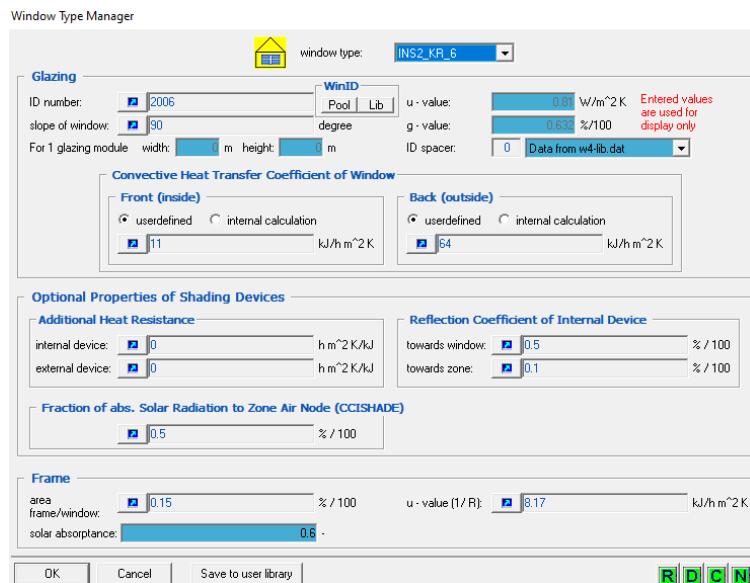 Window Type Manager
window type: INS2_KR_6
Glazing
WinID
ID number: 2006 Pool Lib u - value: 0.81 W/m^2 K Entered values are used for display only
slope of window: 90 degree g - value: 0.632 %/100
For 1 glazing module width: 0 m height: 0 m ID spacer: 0 Data from w4-lib.dat
Convective Heat Transfer Coefficient of Window
Front (inside) Back (outside)
userdefined internal calculation userdefined internal calculation
11 kJ/h m^2 K 64 kJ/h m^2 K
Optional Properties of Shading Devices
Additional Heat Resistance Reflection Coefficient of Internal Device
internal device: 0 h m^2 K/kJ towards window: 0.5 % / 100
external device: 0 h m^2 K/kJ towards zone: 0.1 % / 100
Fraction of abs. Solar Radiation to Zone Air Node (CCISHADE)
0.5 % / 100
Frame
area frame/window: 0.15 % / 100 u - value (1/ R): 8.17 kJ/h m^2 K
solar absorptance: 0.6 -
OK Cancel Save to user library R D C N